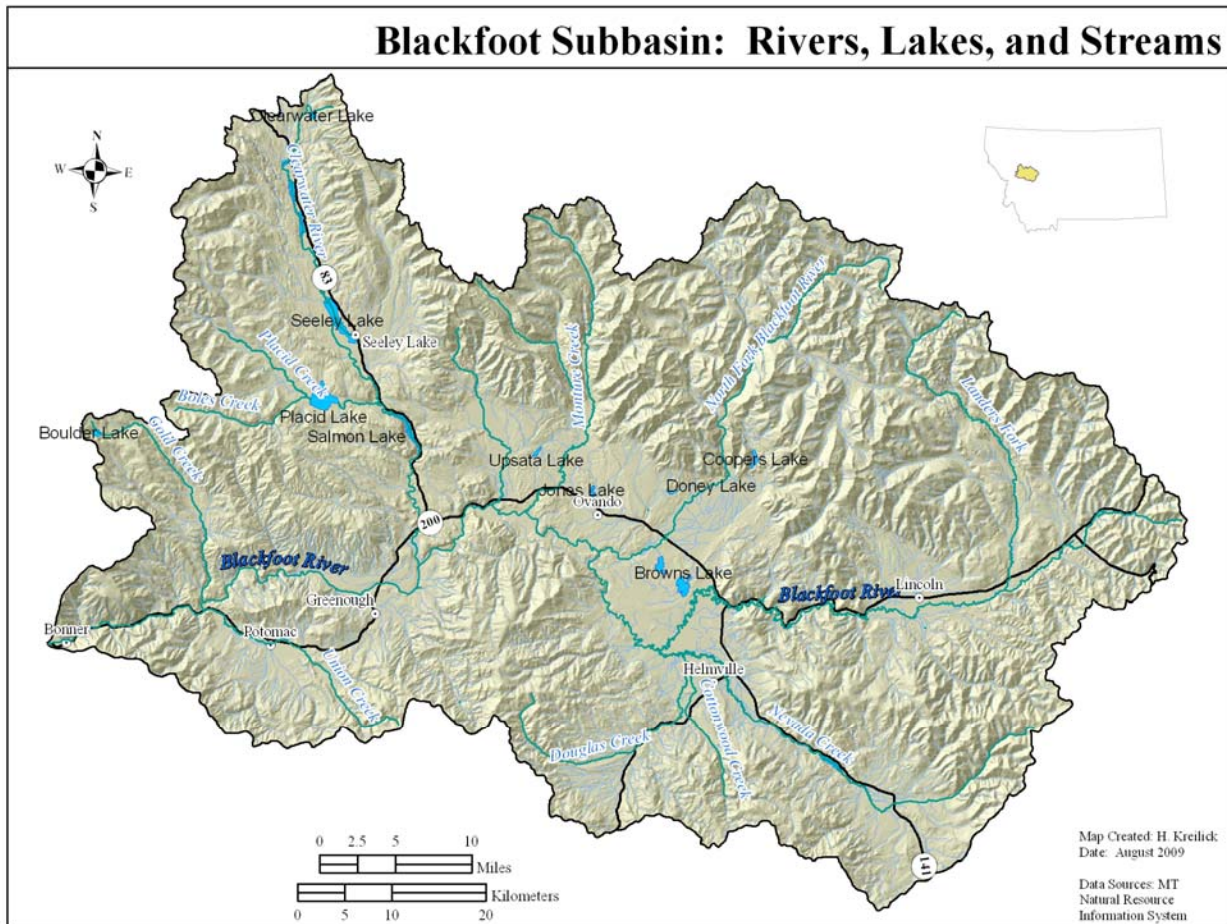 Blackfoot Subbasin: Rivers, Lakes, and Streams
N
W
E
S
Clearwater Lake
Clearwater River
83
Seeley Lake
Seeley Lake
Placid Creek
Boles Creek
Placid Lake
Salmon Lake
Boulder Lake
Gold Creek
Monture Creek
North Fork Blackfoot River
Landers Fork
Upsata Lake
Coopers Lake
Jones Lake
Doney Lake
Ovando
200
Blackfoot River
Browns Lake
Blackfoot River
Lincoln
Greenough
Bonner
Potomac
Union Creek
Helmville
Cottonwood Creek
Nevada Creek
Douglas Creek
141
0 2.5 5 10
Miles
Kilometers
0 5 10 20
Map Created: H. Kreilick
Date: August 2009
Data Sources: MT
Natural Resource
Information System